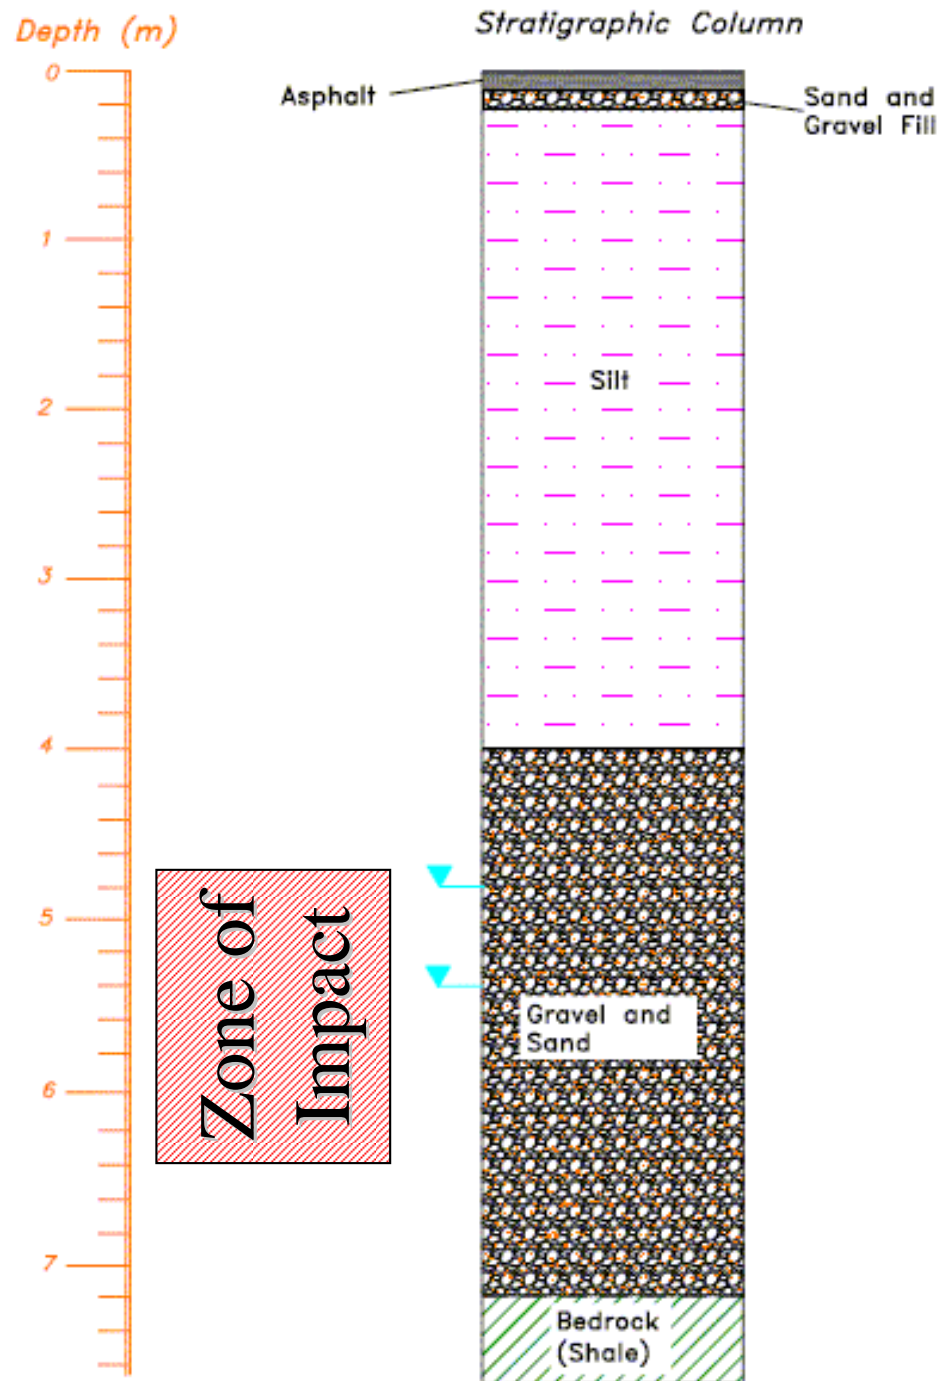 Depth (m)
Stratigraphic Column
0
Asphalt
Sand and
Gravel Fill
1
Silt
2
3
4
Zone of
Impact
5
Gravel and
Sand
6
7
Bedrock
(Shale)